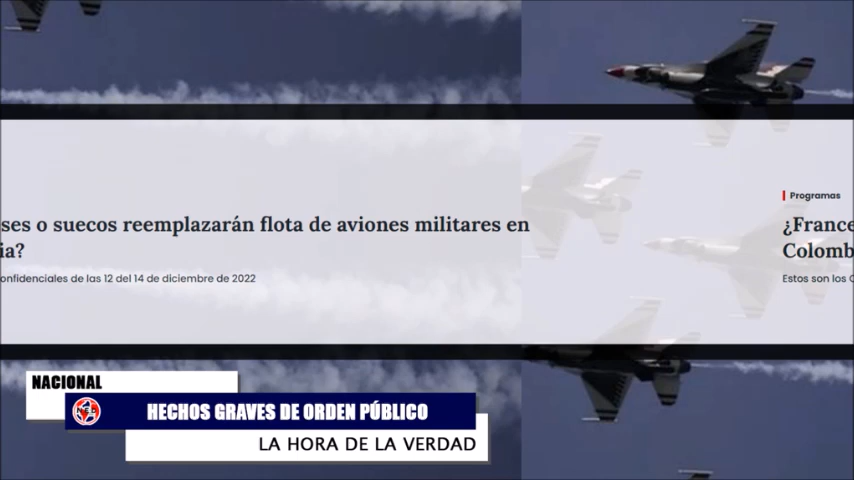 ses o suecos reemplazarán flota de aviones militares en
ia?
onfidenciales de las 12 del 14 de diciembre de 2022
Programas
¿France
Colomb
Estos son los C
NACIONAL
HECHOS GRAVES DE ORDEN PÚBLICO
LA HORA DE LA VERDAD